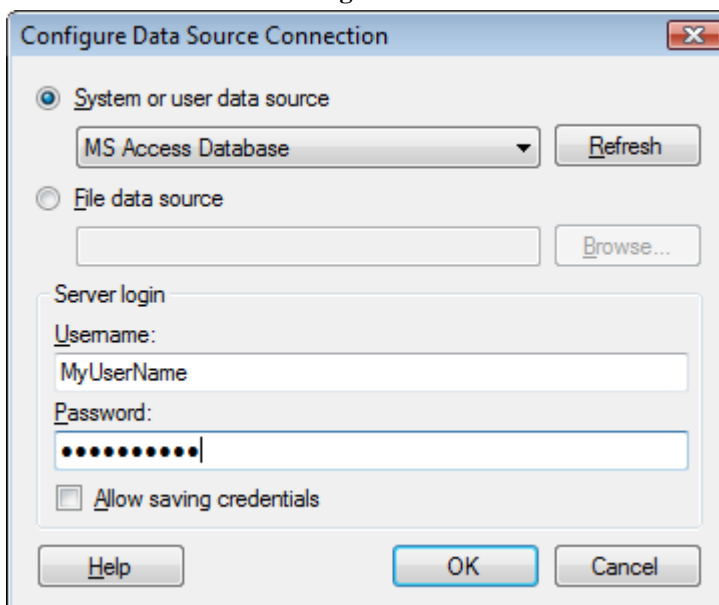 Configure Data Source Connection
System or user data source
MS Access Database
Refresh
File data source
Browse...
Server login
Username:
MyUserName
Password:
●●●●●●●●●●
Allow saving credentials
Help
OK
Cancel